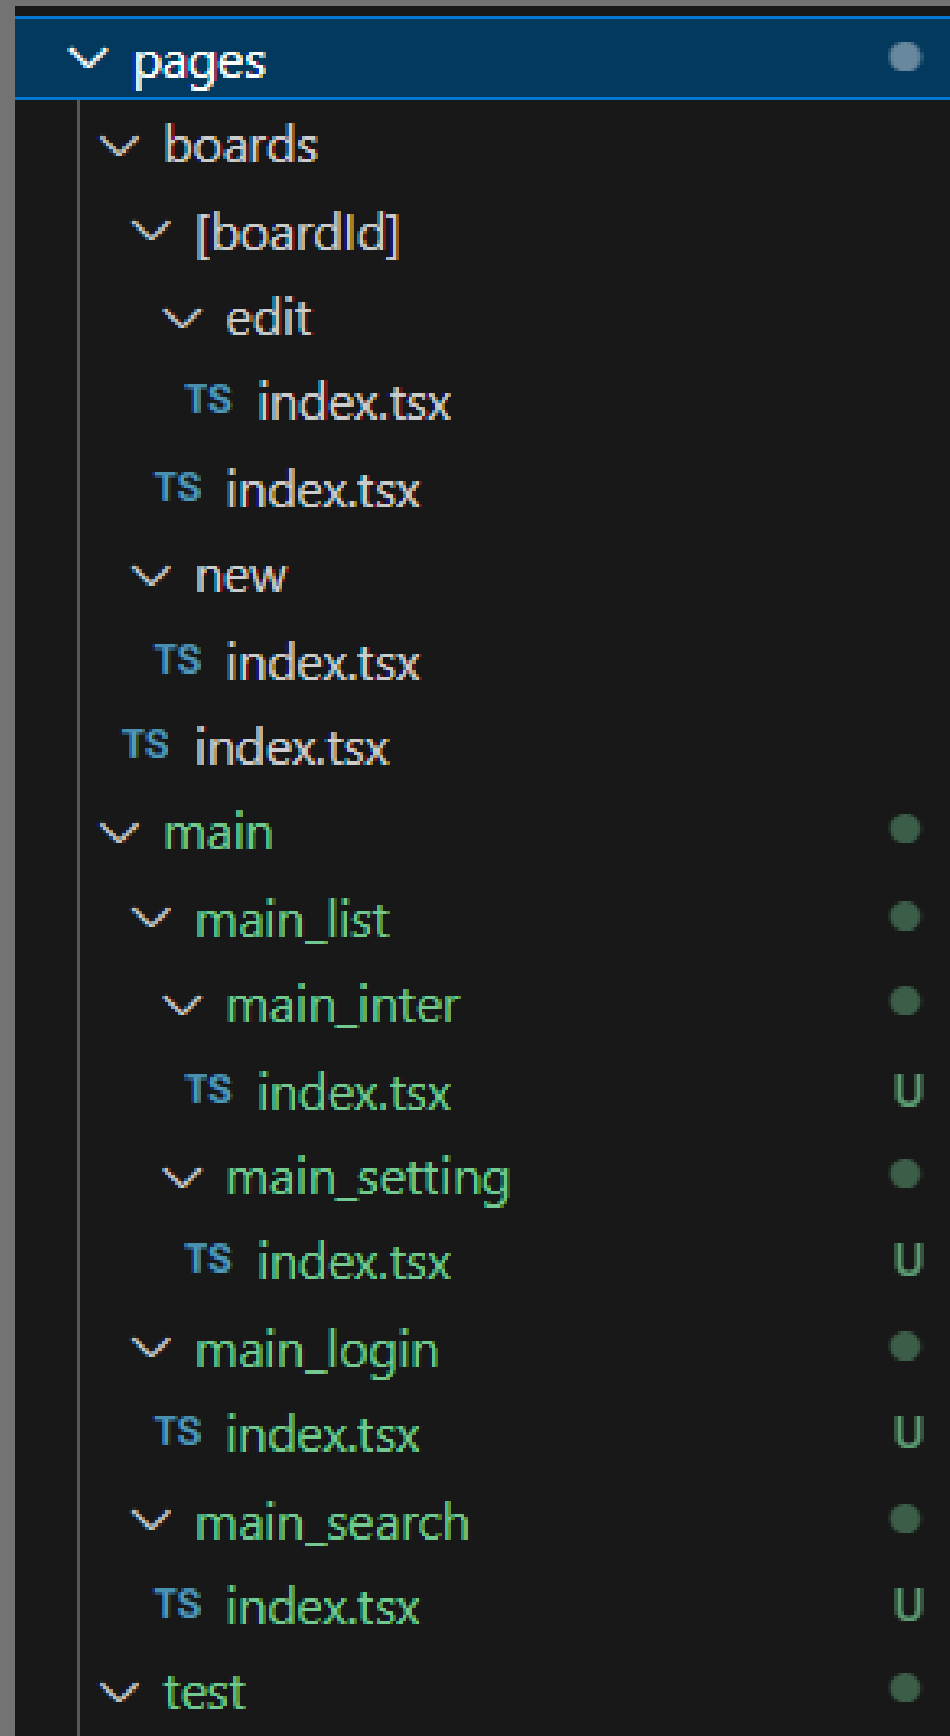 pages
boards
[boardId]
edit
TS index.tsx
TS index.tsx
new
TS index.tsx
TS index.tsx
main
main_list
main_inter
TS index.tsx U
main_setting
TS index.tsx U
main_login
TS index.tsx U
main_search
TS index.tsx U
test